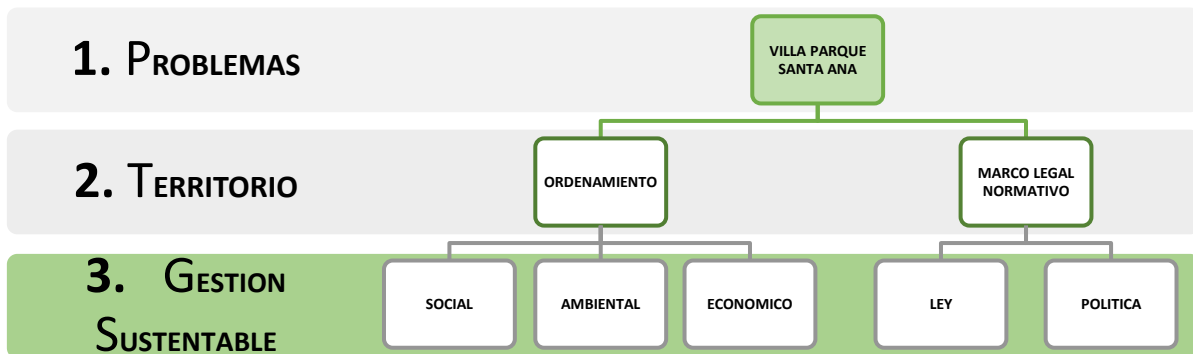 1. PROBLEMAS
VILLA PARQUE
SANTA ANA
2. TERRITORIO
ORDENAMIENTO
MARCO LEGAL
NORMATIVO
3. GESTION
SUSTENTABLE
SOCIAL
AMBIENTAL
ECONOMICO
LEY
POLITICA